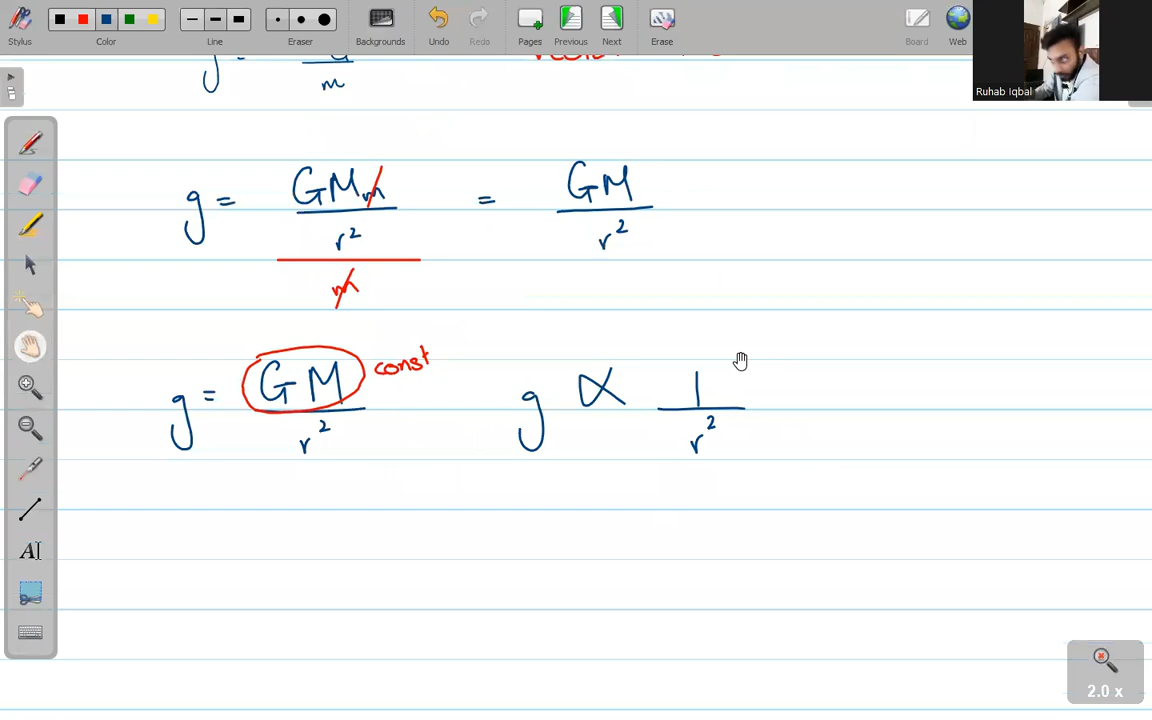 Stylus Color Line Eraser Backgrounds Undo Redo Pages Previous Next Erase Board Web
Ruhab Iqbal
m
g = GMm / r² / m = GM / r²
g = GM / r² const g ∝ 1 / r²
A
2.0 x